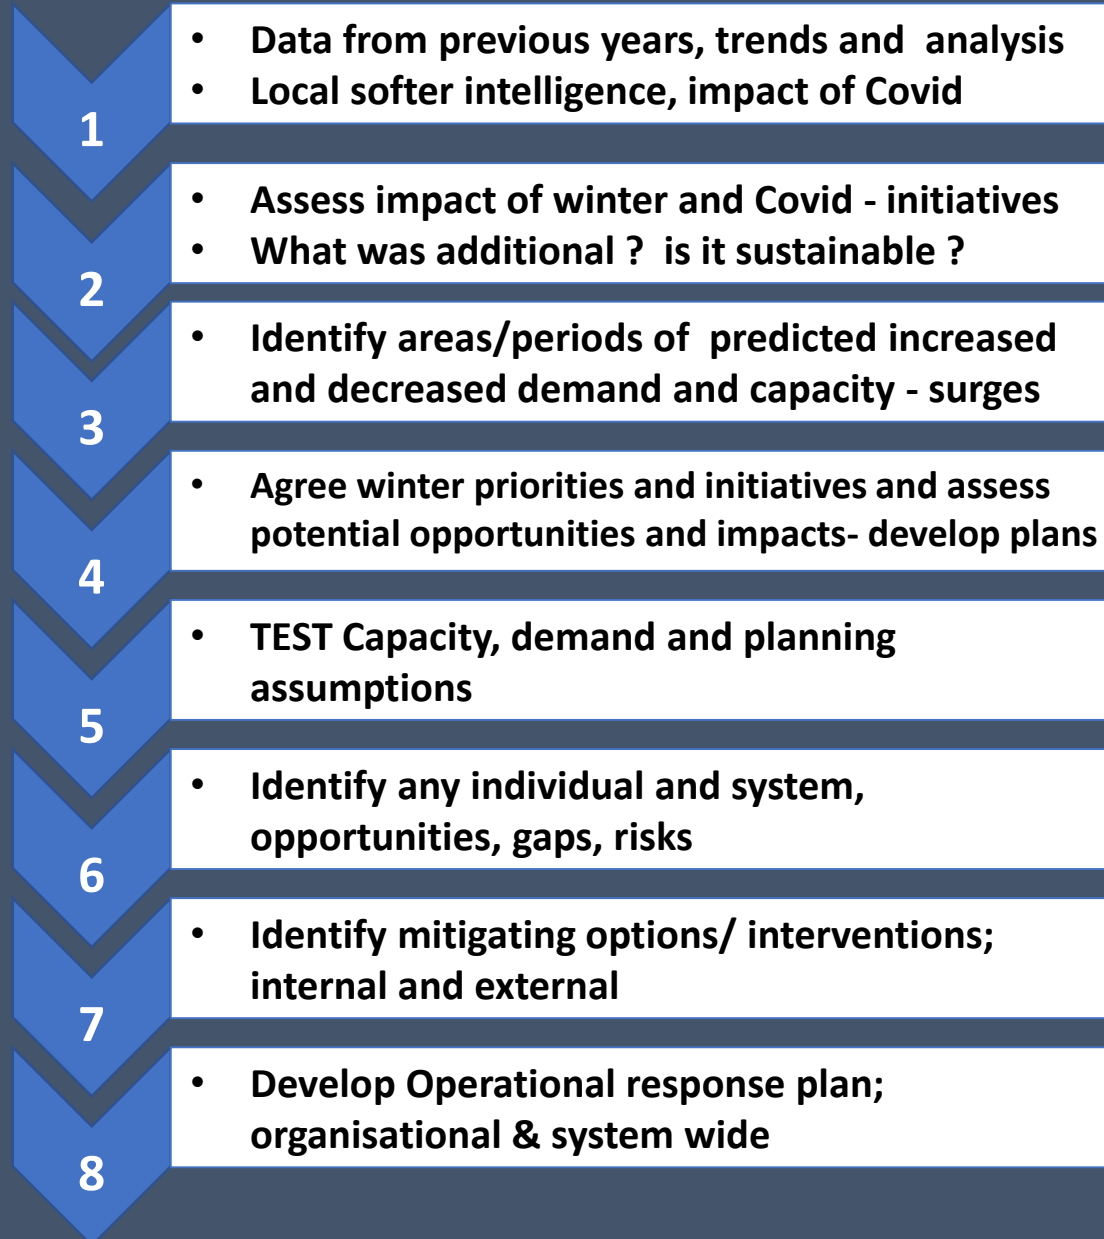 • Data from previous years, trends and  analysis
• Local softer intelligence, impact of Covid
1
• Assess impact of winter and Covid - initiatives
• What was additional ?  is it sustainable ?
2
• Identify areas/periods of  predicted increased
and decreased demand and capacity - surges
3
• Agree winter priorities and initiatives and assess
potential opportunities and impacts- develop plans
4
• TEST Capacity, demand and planning
assumptions
5
• Identify any individual and system,
opportunities, gaps, risks
6
• Identify mitigating options/ interventions;
internal and external
7
• Develop Operational response plan;
organisational & system wide
8